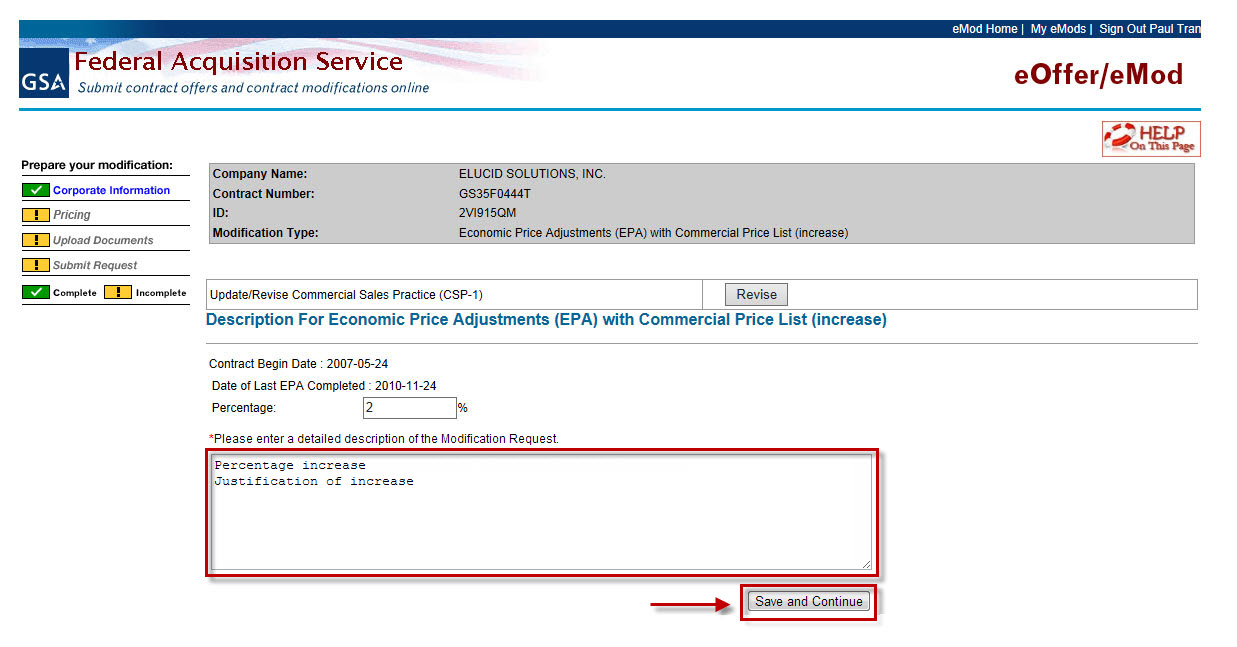 eMod Home | My eMods | Sign Out Paul Tran
GSA
Federal Acquisition Service
Submit contract offers and contract modifications online
eOffer/eMod
HELP
On This Page
Prepare your modification:
Corporate Information
! Pricing
! Upload Documents
! Submit Request
Complete ! Incomplete
Company Name: ELUCID SOLUTIONS, INC.
Contract Number: GS35F0444T
ID: 2VI915QM
Modification Type: Economic Price Adjustments (EPA) with Commercial Price List (increase)
Update/Revise Commercial Sales Practice (CSP-1) Revise
Description For Economic Price Adjustments (EPA) with Commercial Price List (increase)
Contract Begin Date : 2007-05-24
Date of Last EPA Completed : 2010-11-24
Percentage: 2 %
*Please enter a detailed description of the Modification Request.
Percentage increase
Justification of increase
Save and Continue